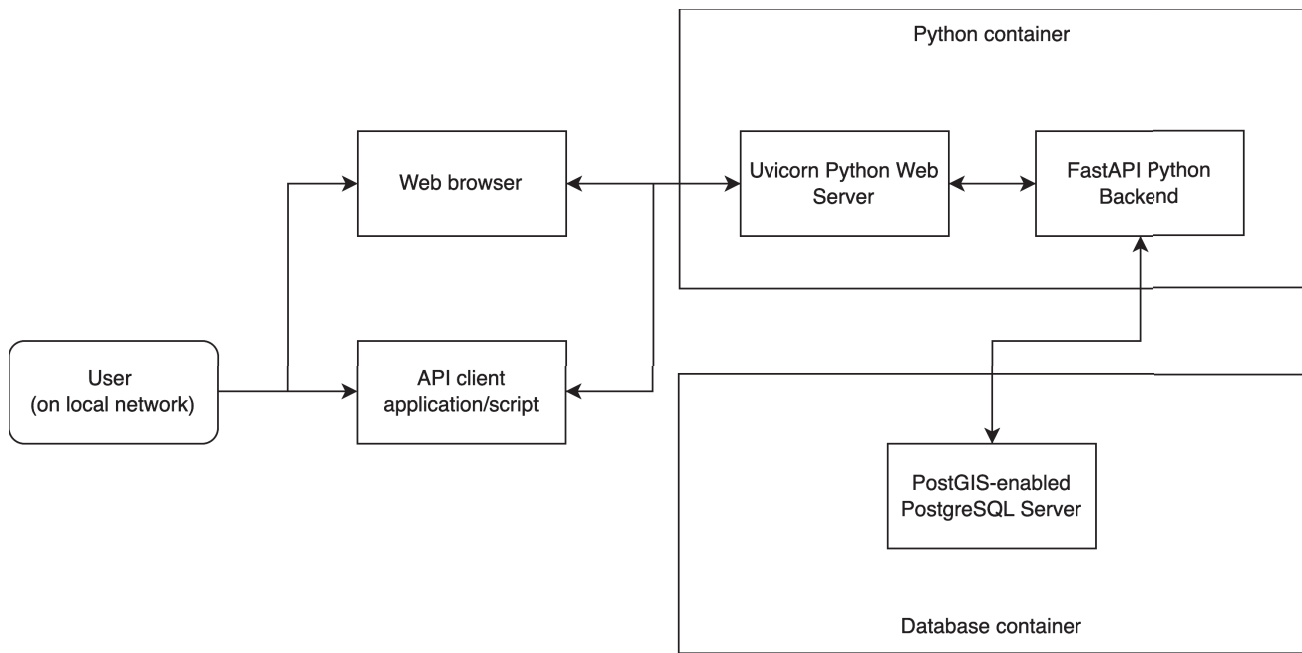 Python container
Web browser
Uvicorn Python Web
Server
FastAPI Python
Backend
User
(on local network)
API client
application/script
PostGIS-enabled
PostgreSQL Server
Database container